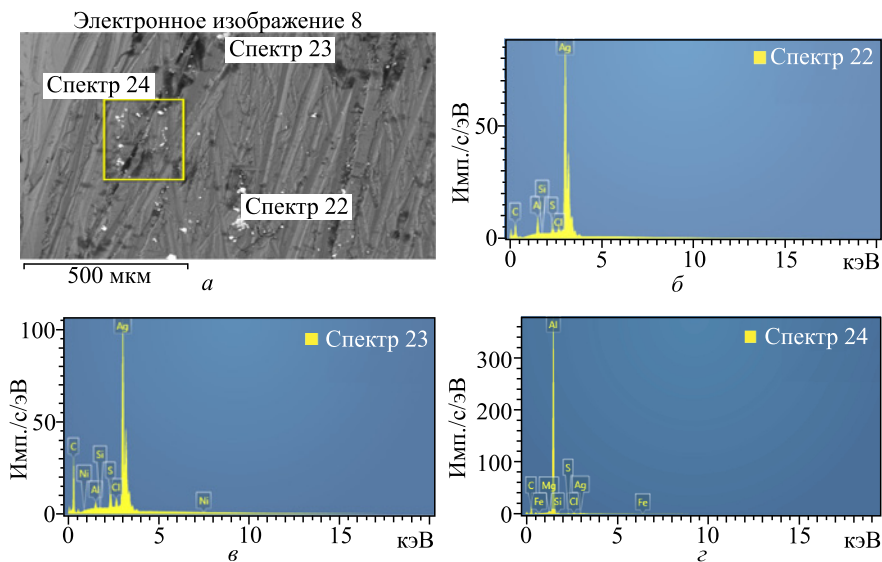 Электронное изображение 8
Спектр 23
Спектр 24
Спектр 22
500 мкм
а
Имп./с/эВ
50
0
Ag
Si
C
Al
S
Cl
Спектр 22
0
5
10
15
кэВ
б
Имп./с/эВ
100
50
0
Ag
C
Si
Ni
S
Al
Cl
Ni
Спектр 23
0
5
10
15
кэВ
в
Имп./с/эВ
300
200
100
0
Al
S
C
Mg
Ag
Fe
Si
Cl
Fe
Спектр 24
0
5
10
15
кэВ
г